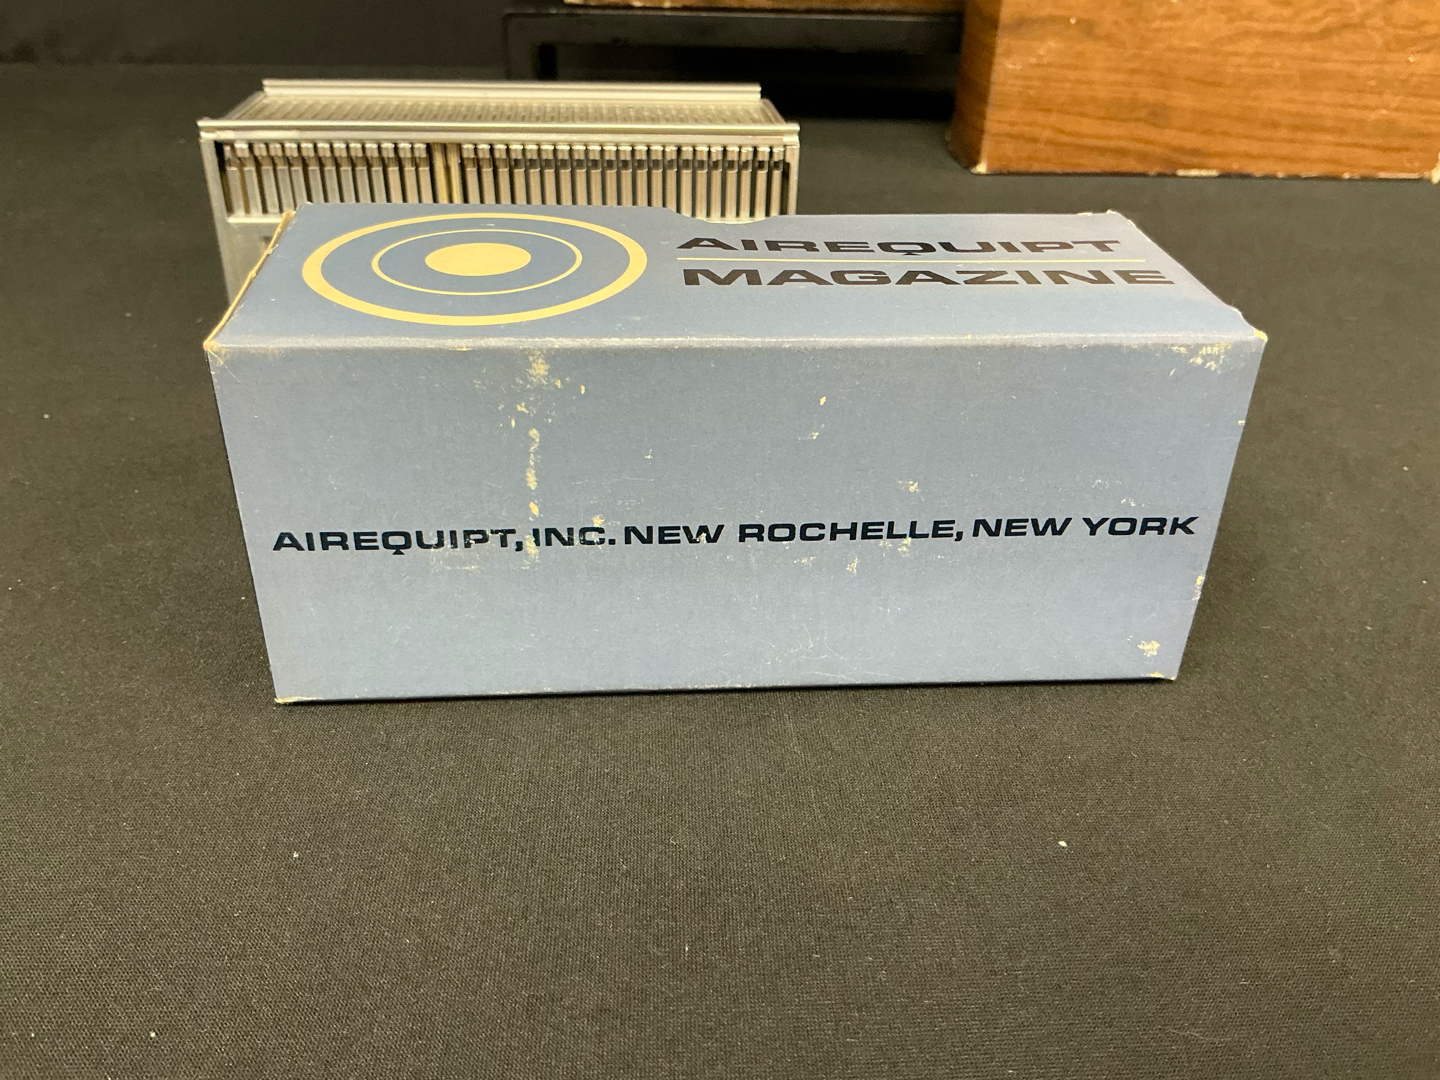 AIREQUIPT
MAGAZINE
AIREQUIPT, INC. NEW ROCHELLE, NEW YORK